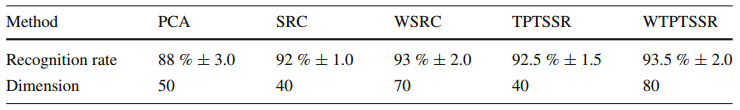 Method PCA SRC WSRC TPTSSR WTPTSSR
Recognition rate 88 % ± 3.0 92 % ± 1.0 93 % ± 2.0 92.5 % ± 1.5 93.5 % ± 2.0
Dimension 50 40 70 40 80